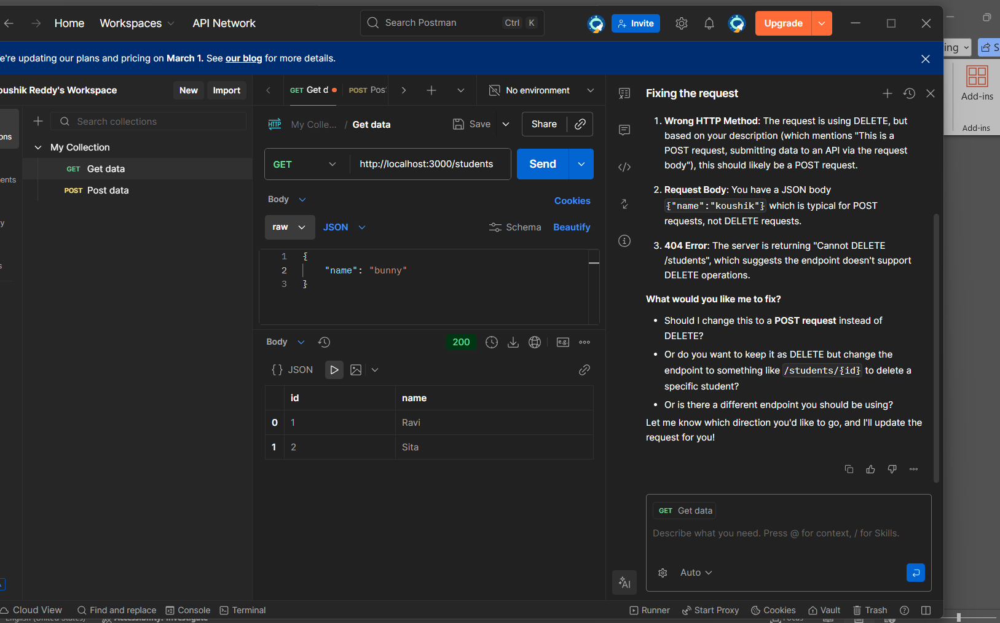 Home Workspaces API Network Search Postman Ctrl K Invite Upgrade
e're updating our plans and pricing on March 1. See our blog for more details.
ing
S
Add-ins
Add-ins
oushik Reddy's Workspace New Import
ons
ents
y
s
Search collections
My Collection
GET Get data
POST Post data
GET Get d POST Pos No environment
HTTP My Colle... / Get data Save Share
GET http://localhost:3000/students Send
Body Cookies
raw JSON Schema Beautify
1 {
2 "name": "bunny"
3 }
Body 200 e.g.
{} JSON
id name
0 1 Ravi
1 2 Sita
Fixing the request
1. Wrong HTTP Method: The request is using DELETE, but
based on your description (which mentions "This is a
POST request, submitting data to an API via the request
body"), this should likely be a POST request.
2. Request Body: You have a JSON body
{"name":"koushik"} which is typical for POST
requests, not DELETE requests.
3. 404 Error: The server is returning "Cannot DELETE
/students", which suggests the endpoint doesn't support
DELETE operations.
What would you like me to fix?
• Should I change this to a POST request instead of
DELETE?
• Or do you want to keep it as DELETE but change the
endpoint to something like /students/{id} to delete a
specific student?
• Or is there a different endpoint you should be using?
Let me know which direction you'd like to go, and I'll update the
request for you!
GET Get data
Describe what you need. Press @ for context, / for Skills.
Auto
AI
Cloud View Find and replace Console Terminal Runner Start Proxy Cookies Vault Trash
English (United States) Accessibility: Investigate Focus